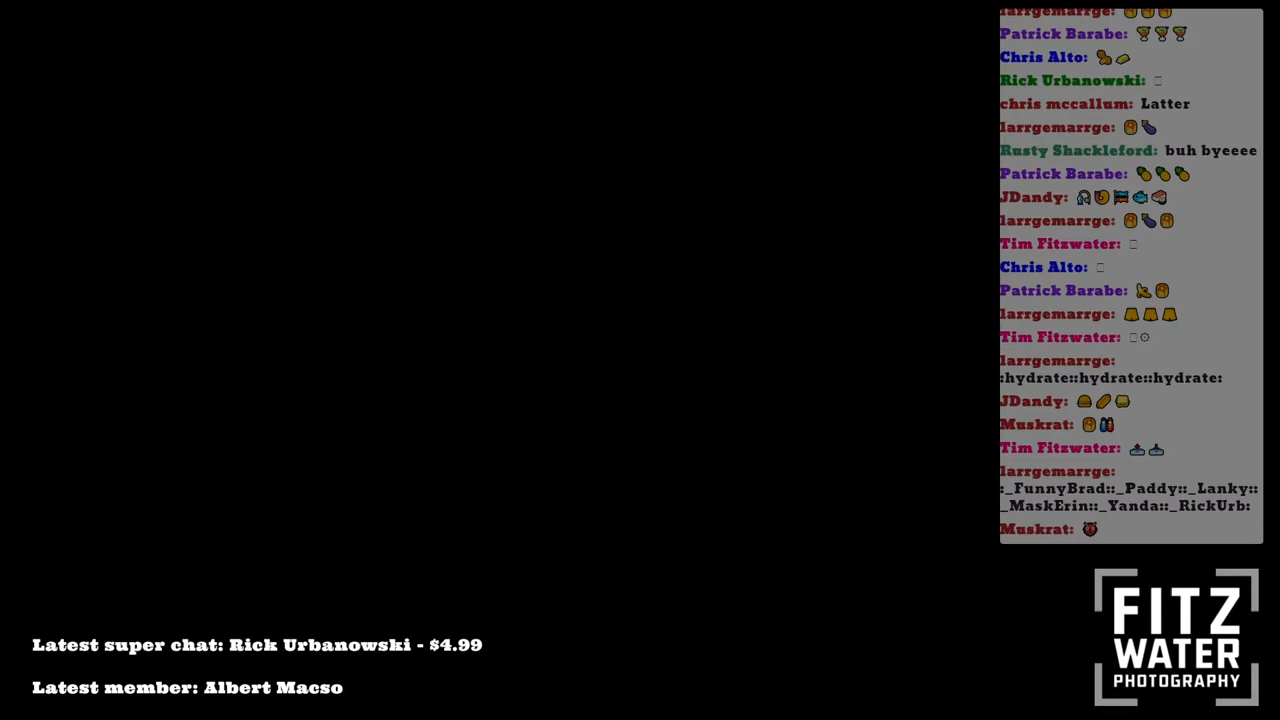 larrgemarrge:
Patrick Barabe:
Chris Alto:
Rick Urbanowski:
chris mccallum: Latter
larrgemarrge:
Rusty Shackleford: buh byeeee
Patrick Barabe:
JDandy:
larrgemarrge:
Tim Fitzwater:
Chris Alto:
Patrick Barabe:
larrgemarrge:
Tim Fitzwater:
larrgemarrge:
:hydrate::hydrate::hydrate:
JDandy:
Muskrat:
Tim Fitzwater:
larrgemarrge:
:_FunnyBrad::_Paddy::_Lanky::
_MaskErin::_Yanda::_RickUrb:
Muskrat:
FITZ
WATER
PHOTOGRAPHY
Latest super chat: Rick Urbanowski - $4.99
Latest member: Albert Macso